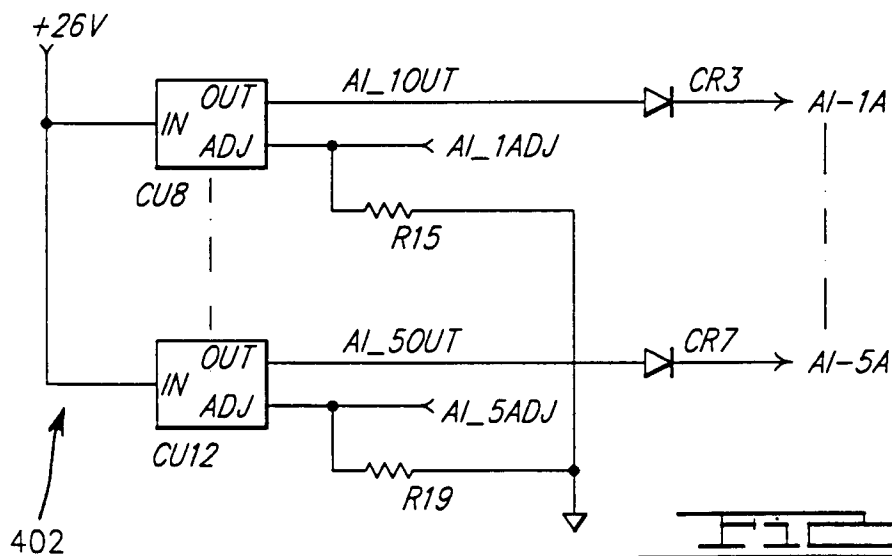 +26V
OUT
AI_1OUT
CR3
AI-1A
IN
ADJ
AI_1ADJ
CU8
R15
OUT
AI_5OUT
CR7
AI-5A
IN
ADJ
AI_5ADJ
CU12
R19
402